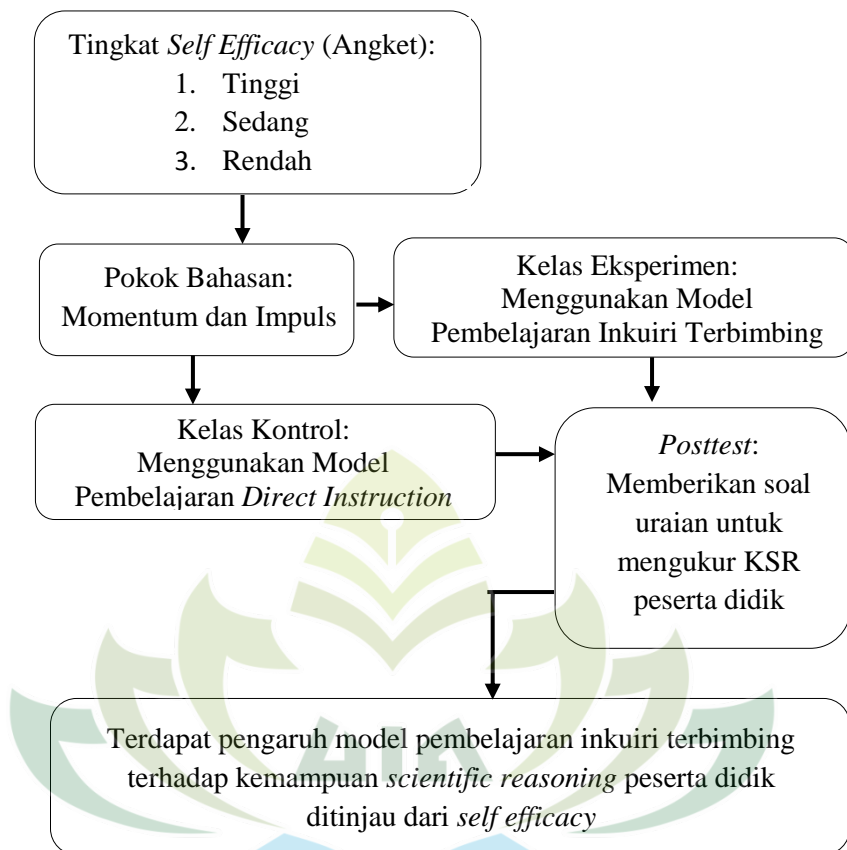 Tingkat Self Efficacy (Angket):
1. Tinggi
2. Sedang
3. Rendah
Pokok Bahasan:
Momentum dan Impuls
Kelas Eksperimen:
Menggunakan Model
Pembelajaran Inkuiri Terbimbing
Kelas Kontrol:
Menggunakan Model
Pembelajaran Direct Instruction
Posttest:
Memberikan soal
uraian untuk
mengukur KSR
peserta didik
Terdapat pengaruh model pembelajaran inkuiri terbimbing
terhadap kemampuan scientific reasoning peserta didik
ditinjau dari self efficacy